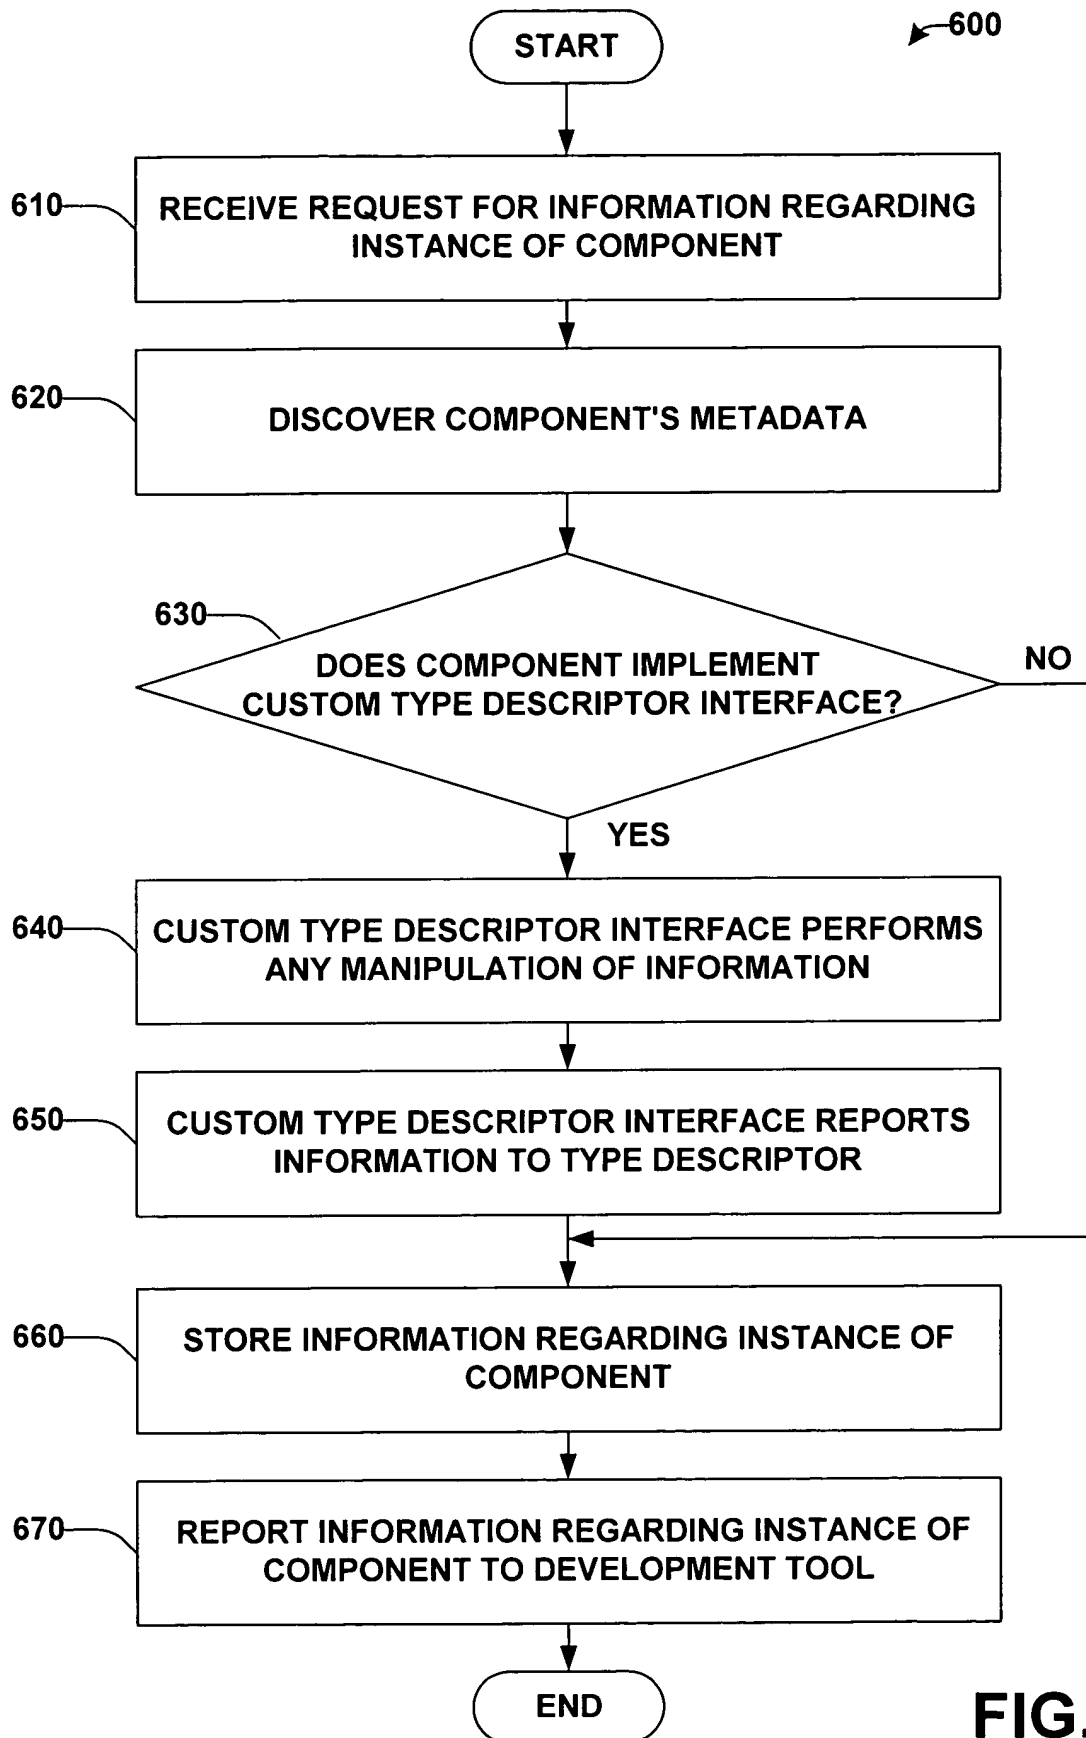 START
600
610
RECEIVE REQUEST FOR INFORMATION REGARDING
INSTANCE OF COMPONENT
620
DISCOVER COMPONENT'S METADATA
630
DOES COMPONENT IMPLEMENT
CUSTOM TYPE DESCRIPTOR INTERFACE?
NO
YES
640
CUSTOM TYPE DESCRIPTOR INTERFACE PERFORMS
ANY MANIPULATION OF INFORMATION
650
CUSTOM TYPE DESCRIPTOR INTERFACE REPORTS
INFORMATION TO TYPE DESCRIPTOR
660
STORE INFORMATION REGARDING INSTANCE OF
COMPONENT
670
REPORT INFORMATION REGARDING INSTANCE OF
COMPONENT TO DEVELOPMENT TOOL
END
FIG.